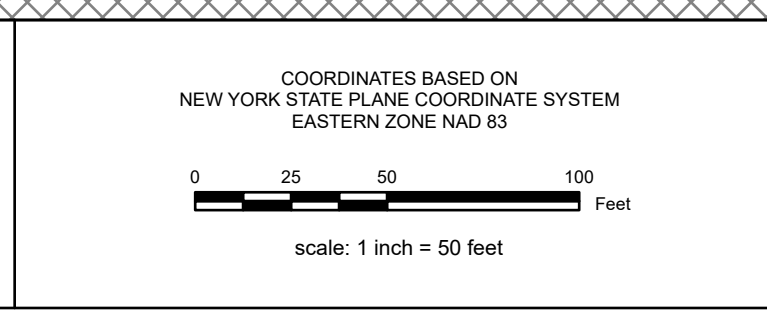 COORDINATES BASED ON
NEW YORK STATE PLANE COORDINATE SYSTEM
EASTERN ZONE NAD 83
0 25 50 100
Feet
scale: 1 inch = 50 feet